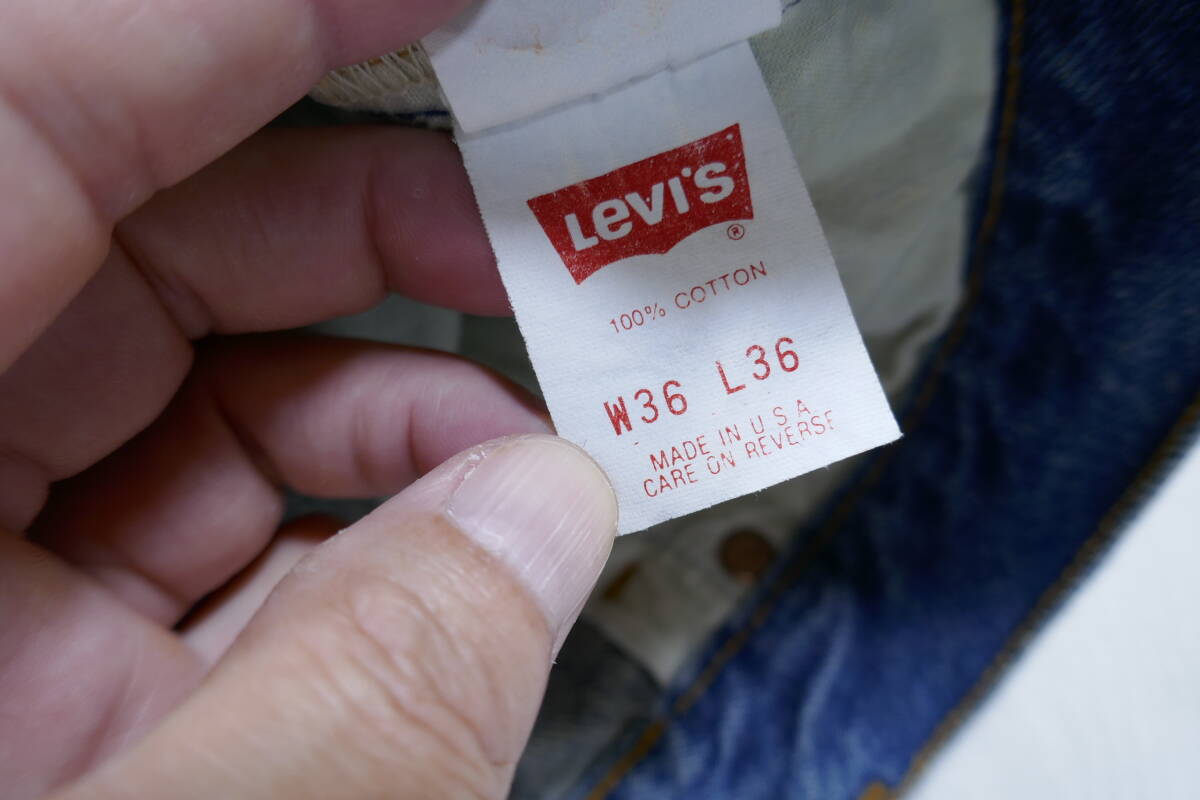 Levi's
®
100% COTTON
W36 L36
MADE IN U S A
CARE ON REVERSE